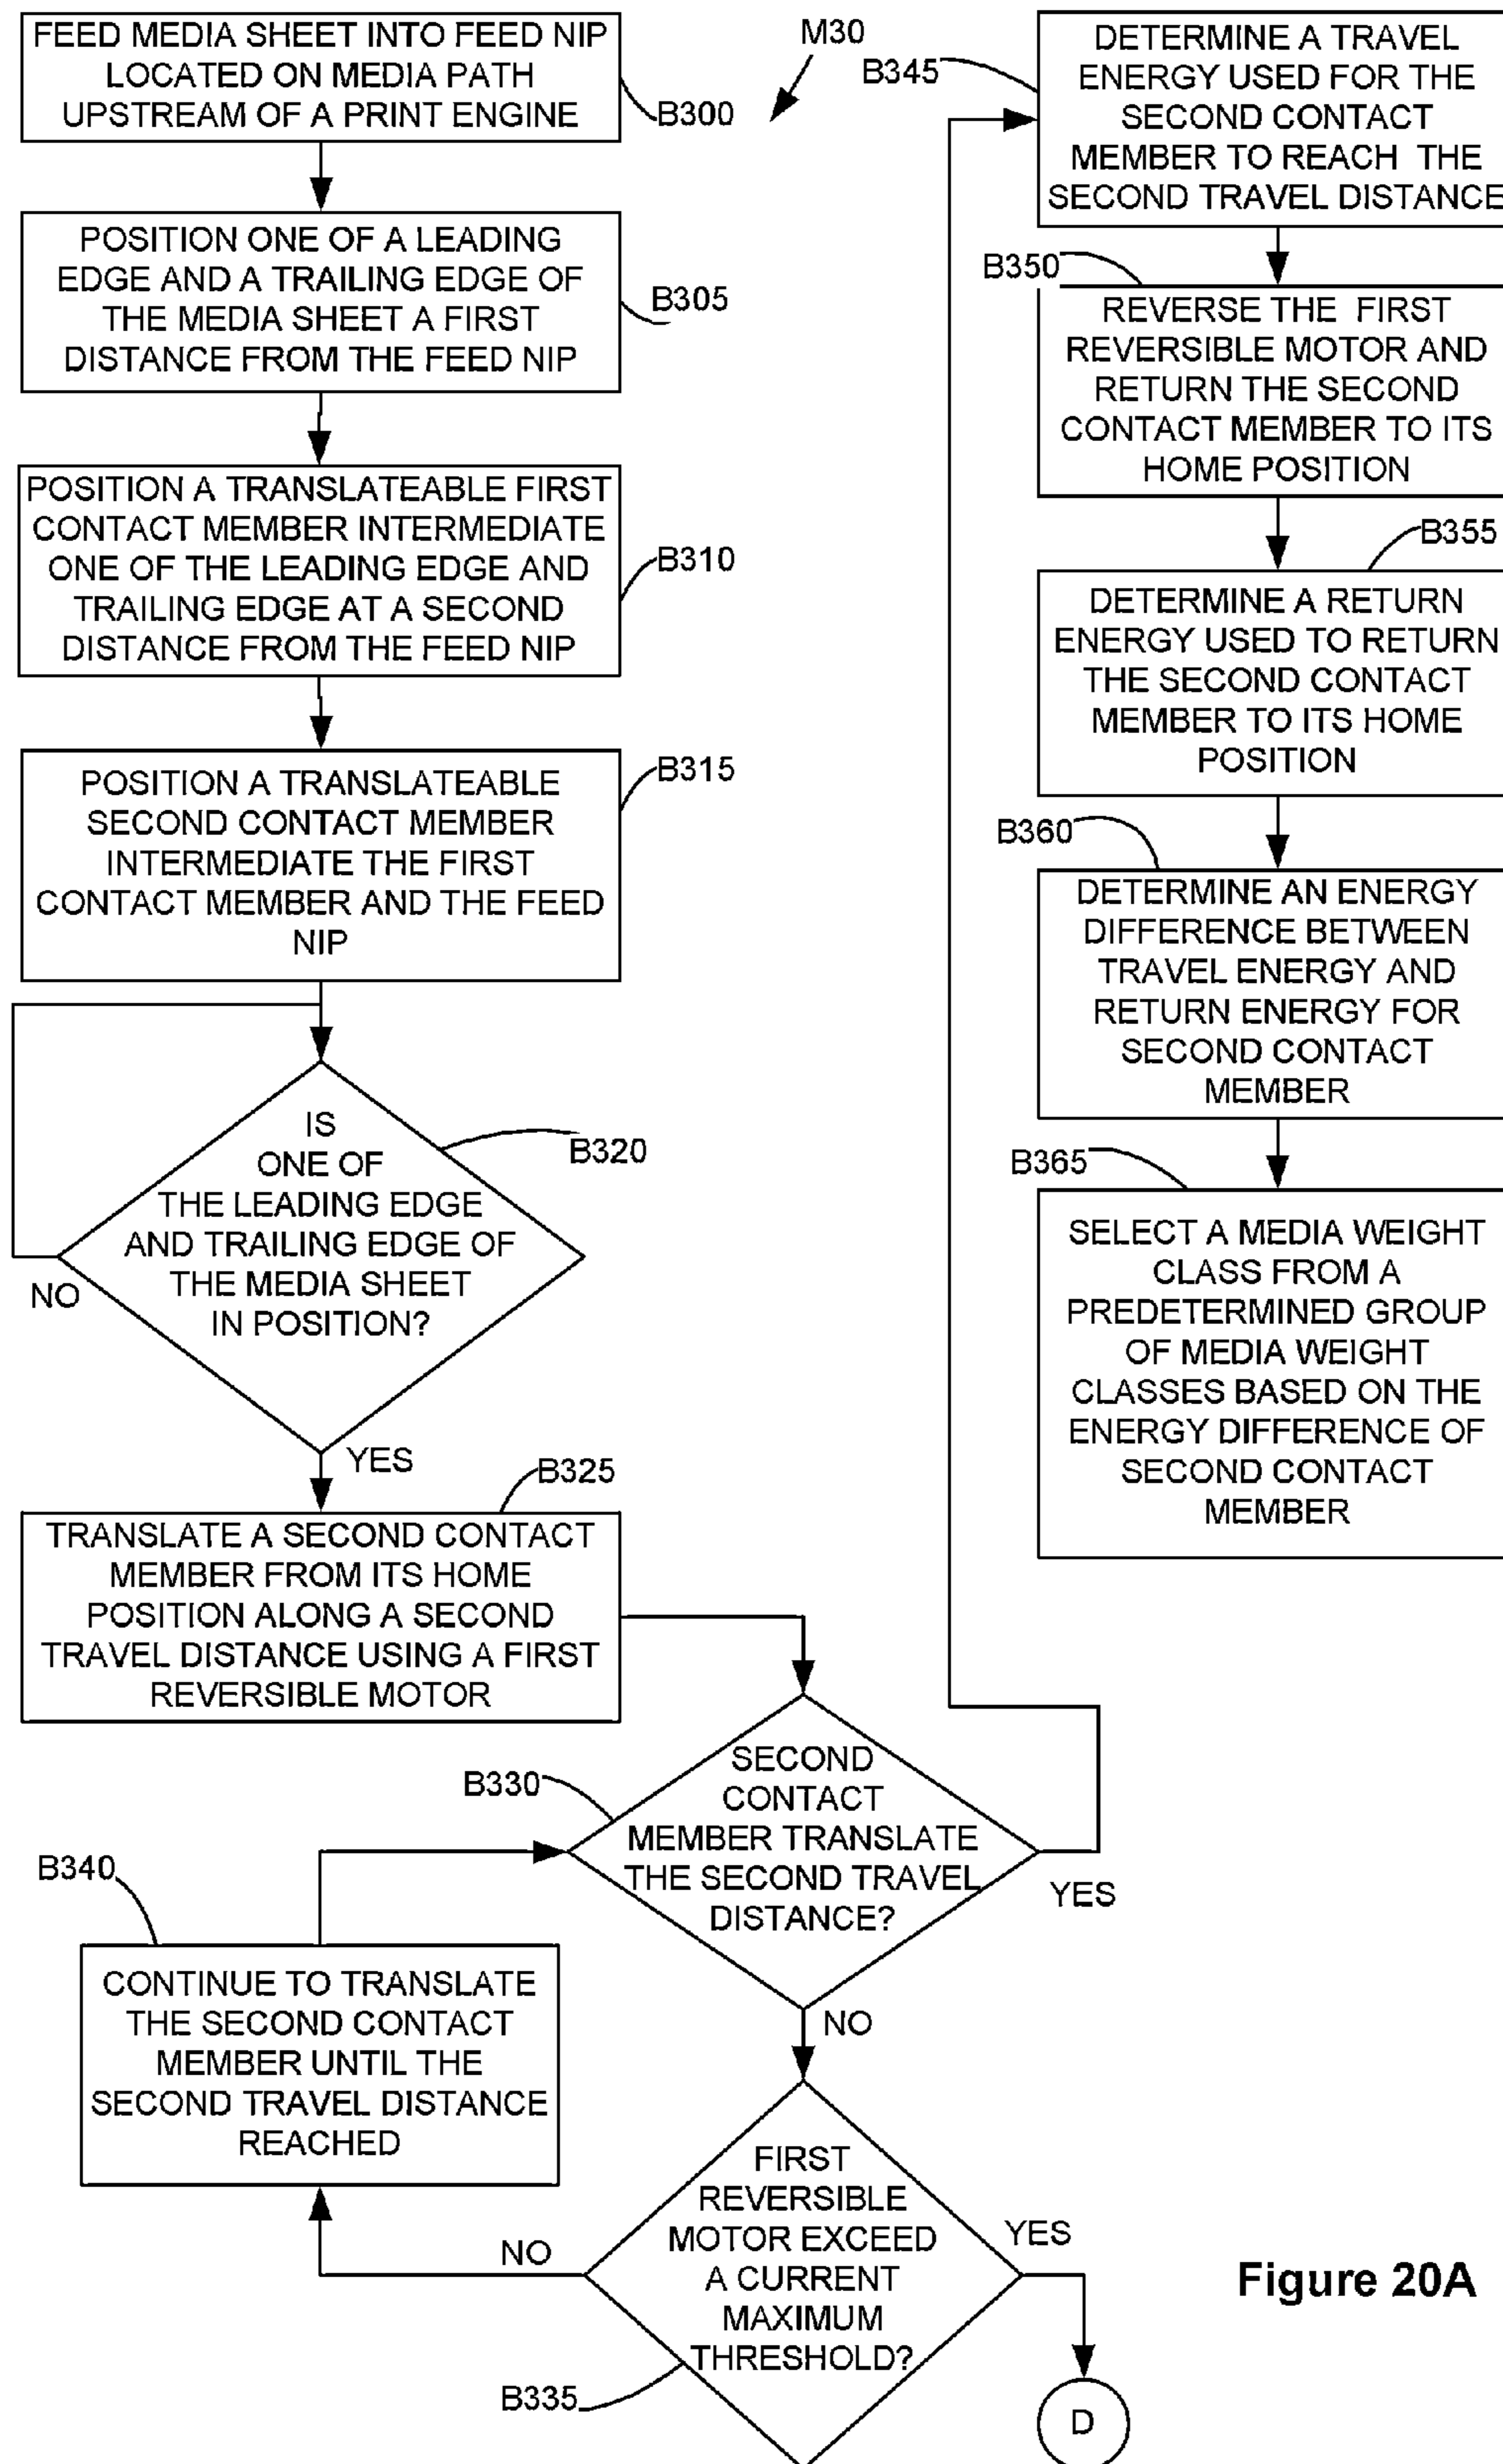 FEED MEDIA SHEET INTO FEED NIP
LOCATED ON MEDIA PATH
UPSTREAM OF A PRINT ENGINE
B300
M30
POSITION ONE OF A LEADING
EDGE AND A TRAILING EDGE OF
THE MEDIA SHEET A FIRST
DISTANCE FROM THE FEED NIP
B305
POSITION A TRANSLATEABLE FIRST
CONTACT MEMBER INTERMEDIATE
ONE OF THE LEADING EDGE AND
TRAILING EDGE AT A SECOND
DISTANCE FROM THE FEED NIP
B310
POSITION A TRANSLATEABLE
SECOND CONTACT MEMBER
INTERMEDIATE THE FIRST
CONTACT MEMBER AND THE FEED
NIP
B315
IS
ONE OF
THE LEADING EDGE
AND TRAILING EDGE OF
THE MEDIA SHEET
IN POSITION?
B320
NO
YES
B325
TRANSLATE A SECOND CONTACT
MEMBER FROM ITS HOME
POSITION ALONG A SECOND
TRAVEL DISTANCE USING A FIRST
REVERSIBLE MOTOR
B330
SECOND
CONTACT
MEMBER TRANSLATE
THE SECOND TRAVEL
DISTANCE?
YES
NO
B340
CONTINUE TO TRANSLATE
THE SECOND CONTACT
MEMBER UNTIL THE
SECOND TRAVEL DISTANCE
REACHED
FIRST
REVERSIBLE
MOTOR EXCEED
A CURRENT
MAXIMUM
THRESHOLD?
NO
YES
B335
D
B345
DETERMINE A TRAVEL
ENERGY USED FOR THE
SECOND CONTACT
MEMBER TO REACH THE
SECOND TRAVEL DISTANCE
B350
REVERSE THE FIRST
REVERSIBLE MOTOR AND
RETURN THE SECOND
CONTACT MEMBER TO ITS
HOME POSITION
B355
DETERMINE A RETURN
ENERGY USED TO RETURN
THE SECOND CONTACT
MEMBER TO ITS HOME
POSITION
B360
DETERMINE AN ENERGY
DIFFERENCE BETWEEN
TRAVEL ENERGY AND
RETURN ENERGY FOR
SECOND CONTACT
MEMBER
B365
SELECT A MEDIA WEIGHT
CLASS FROM A
PREDETERMINED GROUP
OF MEDIA WEIGHT
CLASSES BASED ON THE
ENERGY DIFFERENCE OF
SECOND CONTACT
MEMBER
Figure 20A